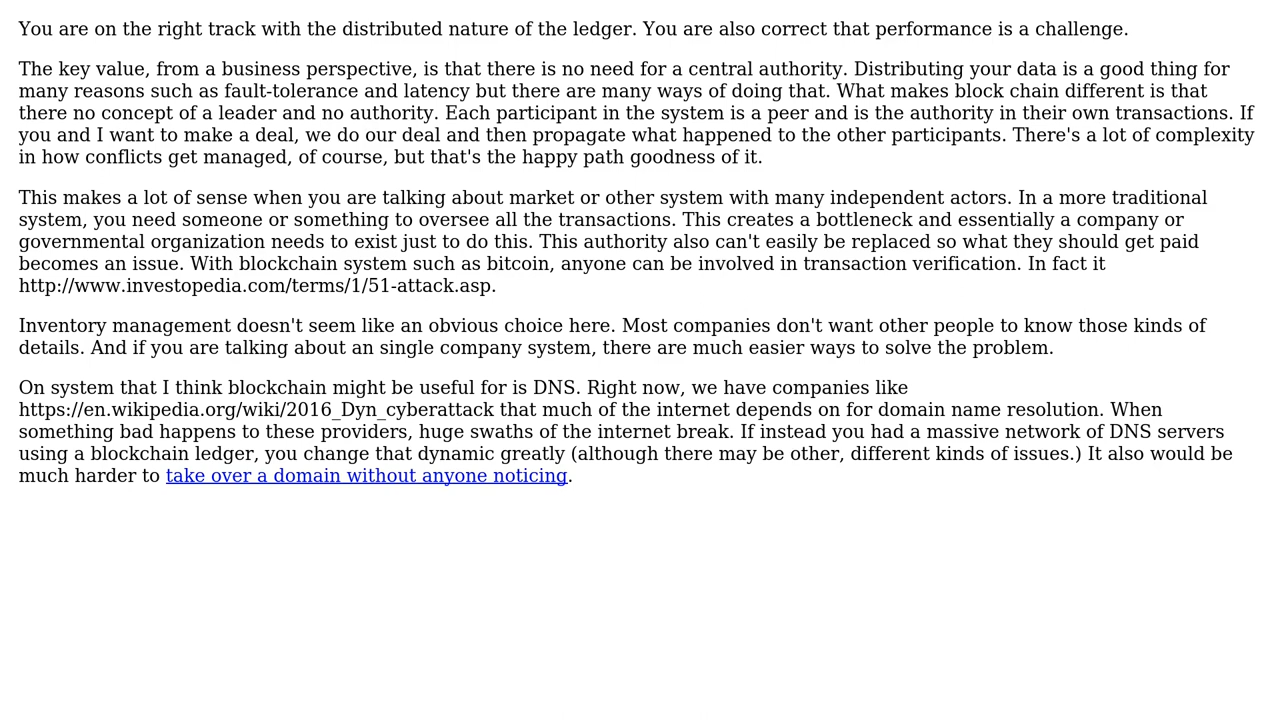 You are on the right track with the distributed nature of the ledger. You are also correct that performance is a challenge.
The key value, from a business perspective, is that there is no need for a central authority. Distributing your data is a good thing for
many reasons such as fault-tolerance and latency but there are many ways of doing that. What makes block chain different is that
there no concept of a leader and no authority. Each participant in the system is a peer and is the authority in their own transactions. If
you and I want to make a deal, we do our deal and then propagate what happened to the other participants. There's a lot of complexity
in how conflicts get managed, of course, but that's the happy path goodness of it.
This makes a lot of sense when you are talking about market or other system with many independent actors. In a more traditional
system, you need someone or something to oversee all the transactions. This creates a bottleneck and essentially a company or
governmental organization needs to exist just to do this. This authority also can't easily be replaced so what they should get paid
becomes an issue. With blockchain system such as bitcoin, anyone can be involved in transaction verification. In fact it
http://www.investopedia.com/terms/1/51-attack.asp.
Inventory management doesn't seem like an obvious choice here. Most companies don't want other people to know those kinds of
details. And if you are talking about an single company system, there are much easier ways to solve the problem.
On system that I think blockchain might be useful for is DNS. Right now, we have companies like
https://en.wikipedia.org/wiki/2016_Dyn_cyberattack that much of the internet depends on for domain name resolution. When
something bad happens to these providers, huge swaths of the internet break. If instead you had a massive network of DNS servers
using a blockchain ledger, you change that dynamic greatly (although there may be other, different kinds of issues.) It also would be
much harder to take over a domain without anyone noticing.